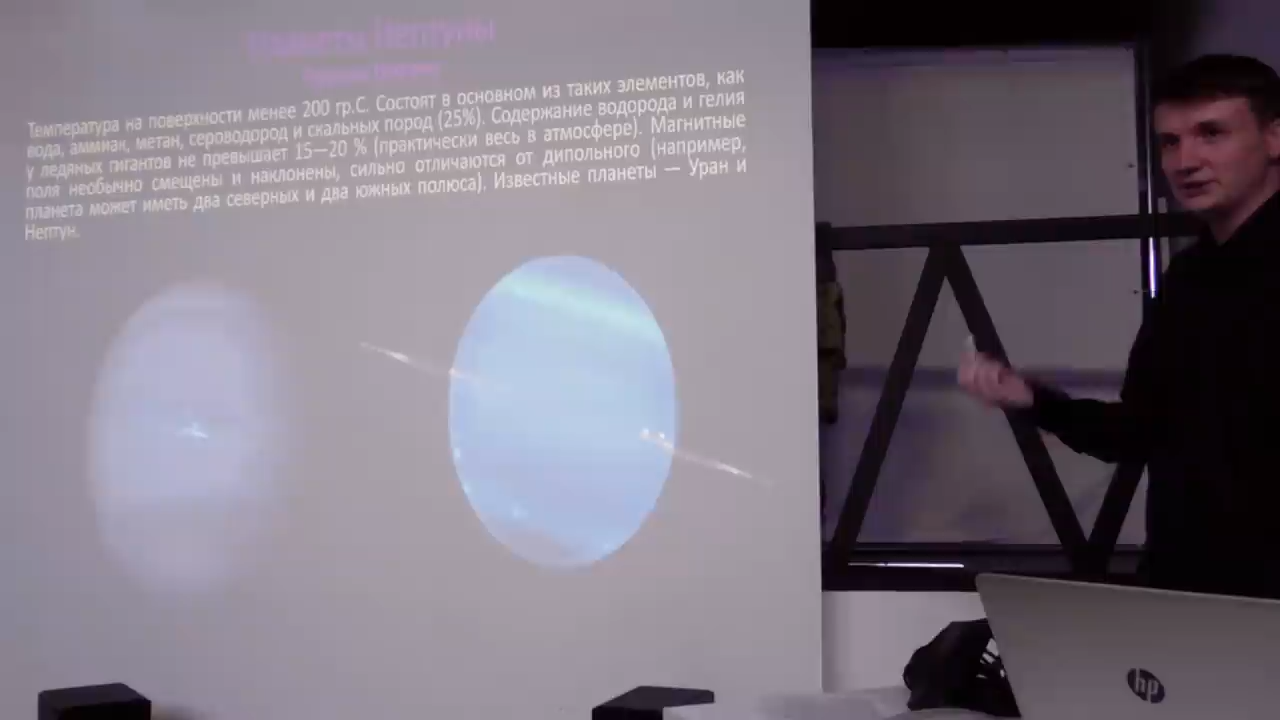 Планеты Нептуны
Температура на поверхности менее 200 гр.С. Состоят в основном из таких элементов, как
вода, аммиак, метан, сероводород и скальных пород (25%). Содержание водорода и гелия
у ледяных гигантов не превышает 15—20 % (практически весь в атмосфере). Магнитные
поля необычно смещены и наклонены, сильно отличаются от дипольного (например,
планета может иметь два северных и два южных полюса). Известные планеты — Уран и
Нептун.
hp